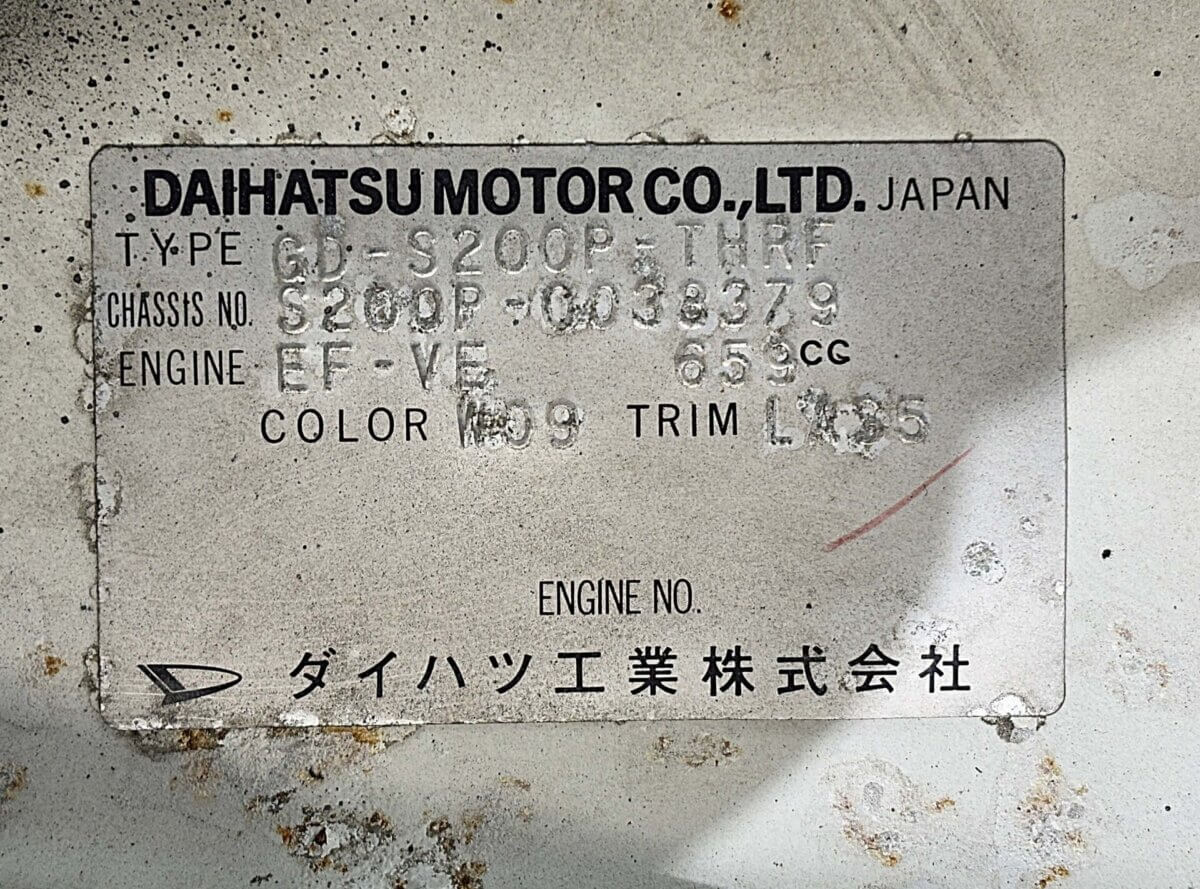 DAIHATSU MOTOR CO.,LTD. JAPAN
TYPE GD-S200P-THRF
CHASSIS NO. S200P-0038379
ENGINE EF-VE 659CC
COLOR W09 TRIM
ENGINE NO.
ダイハツ工業株式会社